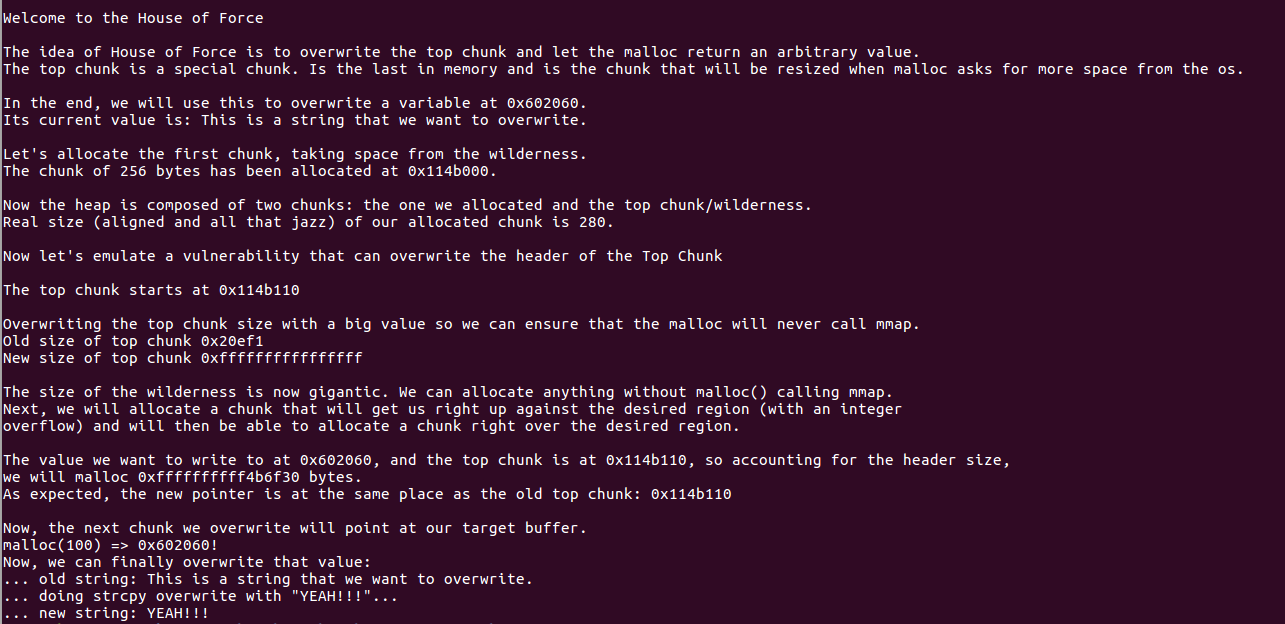 Welcome to the House of Force
The idea of House of Force is to overwrite the top chunk and let the malloc return an arbitrary value.
The top chunk is a special chunk. Is the last in memory and is the chunk that will be resized when malloc asks for more space from the os.
In the end, we will use this to overwrite a variable at 0x602060.
Its current value is: This is a string that we want to overwrite.
Let's allocate the first chunk, taking space from the wilderness.
The chunk of 256 bytes has been allocated at 0x114b000.
Now the heap is composed of two chunks: the one we allocated and the top chunk/wilderness.
Real size (aligned and all that jazz) of our allocated chunk is 280.
Now let's emulate a vulnerability that can overwrite the header of the Top Chunk
The top chunk starts at 0x114b110
Overwriting the top chunk size with a big value so we can ensure that the malloc will never call mmap.
Old size of top chunk 0x20ef1
New size of top chunk 0xffffffffffffffff
The size of the wilderness is now gigantic. We can allocate anything without malloc() calling mmap.
Next, we will allocate a chunk that will get us right up against the desired region (with an integer
overflow) and will then be able to allocate a chunk right over the desired region.
The value we want to write to at 0x602060, and the top chunk is at 0x114b110, so accounting for the header size,
we will malloc 0xffffffffff4b6f30 bytes.
As expected, the new pointer is at the same place as the old top chunk: 0x114b110
Now, the next chunk we overwrite will point at our target buffer.
malloc(100) => 0x602060!
Now, we can finally overwrite that value:
... old string: This is a string that we want to overwrite.
... doing strcpy overwrite with "YEAH!!!"...
... new string: YEAH!!!